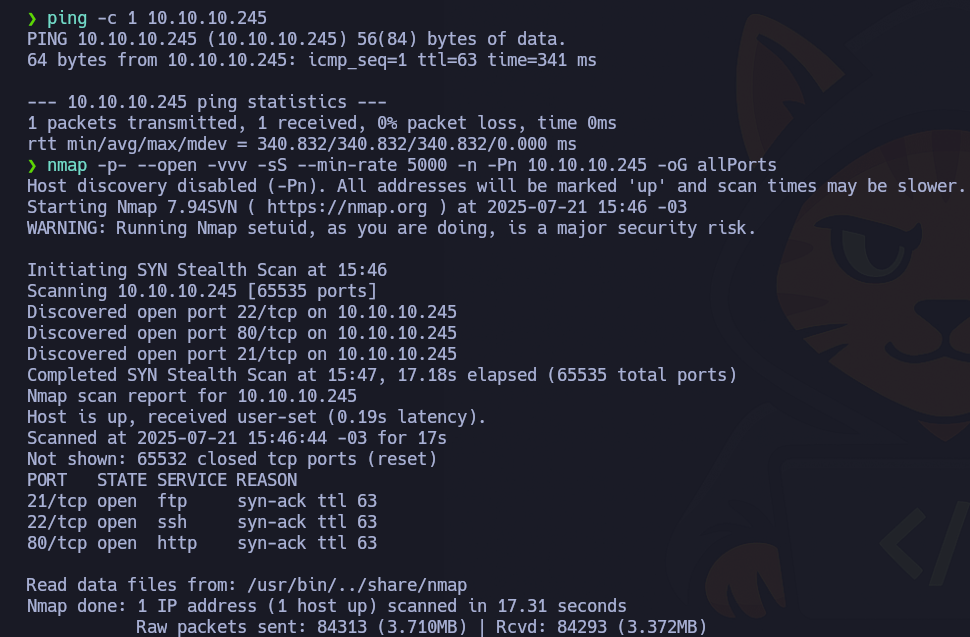 ❯ ping -c 1 10.10.10.245
PING 10.10.10.245 (10.10.10.245) 56(84) bytes of data.
64 bytes from 10.10.10.245: icmp_seq=1 ttl=63 time=341 ms
--- 10.10.10.245 ping statistics ---
1 packets transmitted, 1 received, 0% packet loss, time 0ms
rtt min/avg/max/mdev = 340.832/340.832/340.832/0.000 ms
❯ nmap -p- --open -vvv -sS --min-rate 5000 -n -Pn 10.10.10.245 -oG allPorts
Host discovery disabled (-Pn). All addresses will be marked 'up' and scan times may be slower.
Starting Nmap 7.94SVN ( https://nmap.org ) at 2025-07-21 15:46 -03
WARNING: Running Nmap setuid, as you are doing, is a major security risk.
Initiating SYN Stealth Scan at 15:46
Scanning 10.10.10.245 [65535 ports]
Discovered open port 22/tcp on 10.10.10.245
Discovered open port 80/tcp on 10.10.10.245
Discovered open port 21/tcp on 10.10.10.245
Completed SYN Stealth Scan at 15:47, 17.18s elapsed (65535 total ports)
Nmap scan report for 10.10.10.245
Host is up, received user-set (0.19s latency).
Scanned at 2025-07-21 15:46:44 -03 for 17s
Not shown: 65532 closed tcp ports (reset)
PORT   STATE SERVICE REASON
21/tcp open  ftp     syn-ack ttl 63
22/tcp open  ssh     syn-ack ttl 63
80/tcp open  http    syn-ack ttl 63
Read data files from: /usr/bin/../share/nmap
Nmap done: 1 IP address (1 host up) scanned in 17.31 seconds
           Raw packets sent: 84313 (3.710MB) | Rcvd: 84293 (3.372MB)